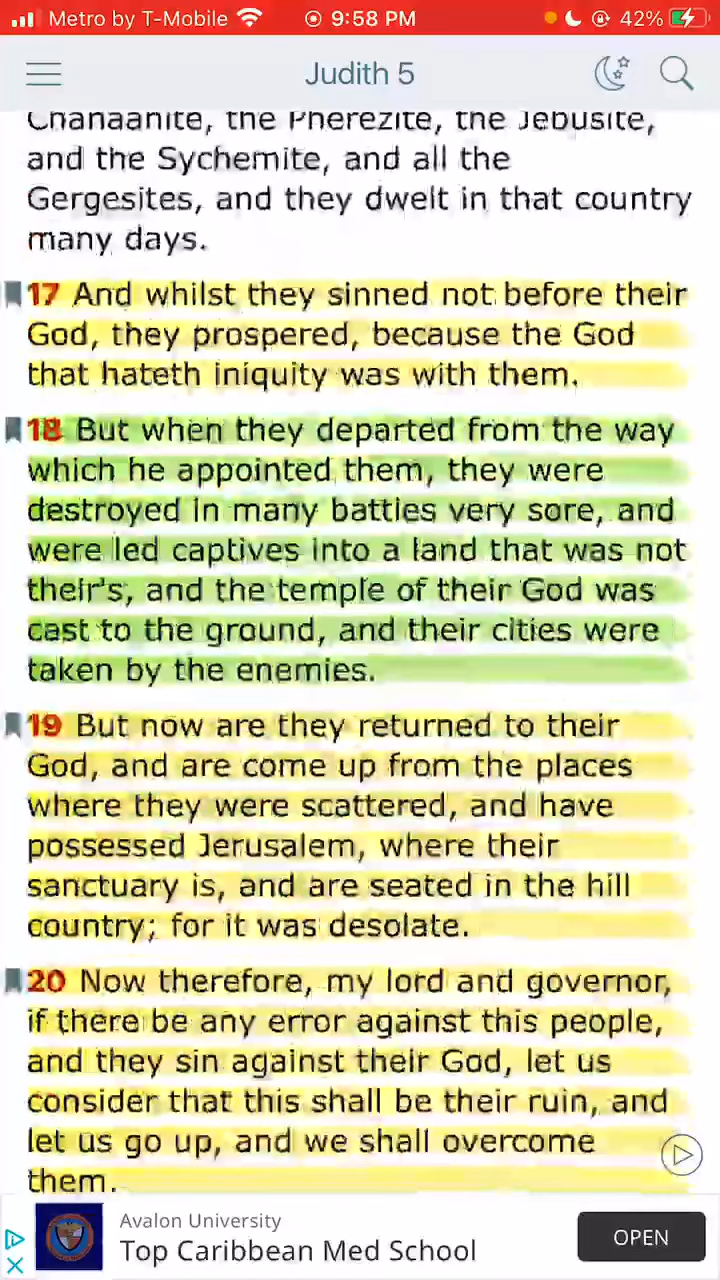 Metro by T-Mobile 9:58 PM 42%
Judith 5
Chanaanite, the Pherezite, the Jebusite,
and the Sychemite, and all the
Gergesites, and they dwelt in that country
many days.
17 And whilst they sinned not before their
God, they prospered, because the God
that hateth iniquity was with them.
18 But when they departed from the way
which he appointed them, they were
destroyed in many battles very sore, and
were led captives into a land that was not
their's, and the temple of their God was
cast to the ground, and their cities were
taken by the enemies.
19 But now are they returned to their
God, and are come up from the places
where they were scattered, and have
possessed Jerusalem, where their
sanctuary is, and are seated in the hill
country; for it was desolate.
20 Now therefore, my lord and governor,
if there be any error against this people,
and they sin against their God, let us
consider that this shall be their ruin, and
let us go up, and we shall overcome
them.
Avalon University
Top Caribbean Med School
OPEN